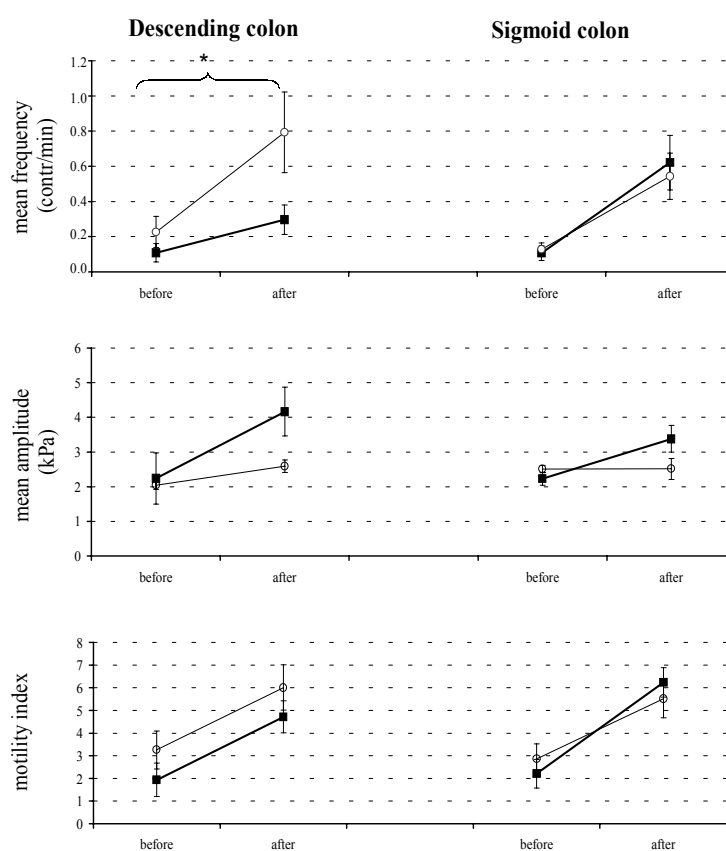 Descending colon Sigmoid colon
mean frequency
(contr/min)
1.2
*
1.0
0.8
0.6
0.4
0.2
0.0
before after before after
mean amplitude
(kPa)
6
5
4
3
2
1
0
before after before after
motility index
8
7
6
5
4
3
2
1
0
before after before after